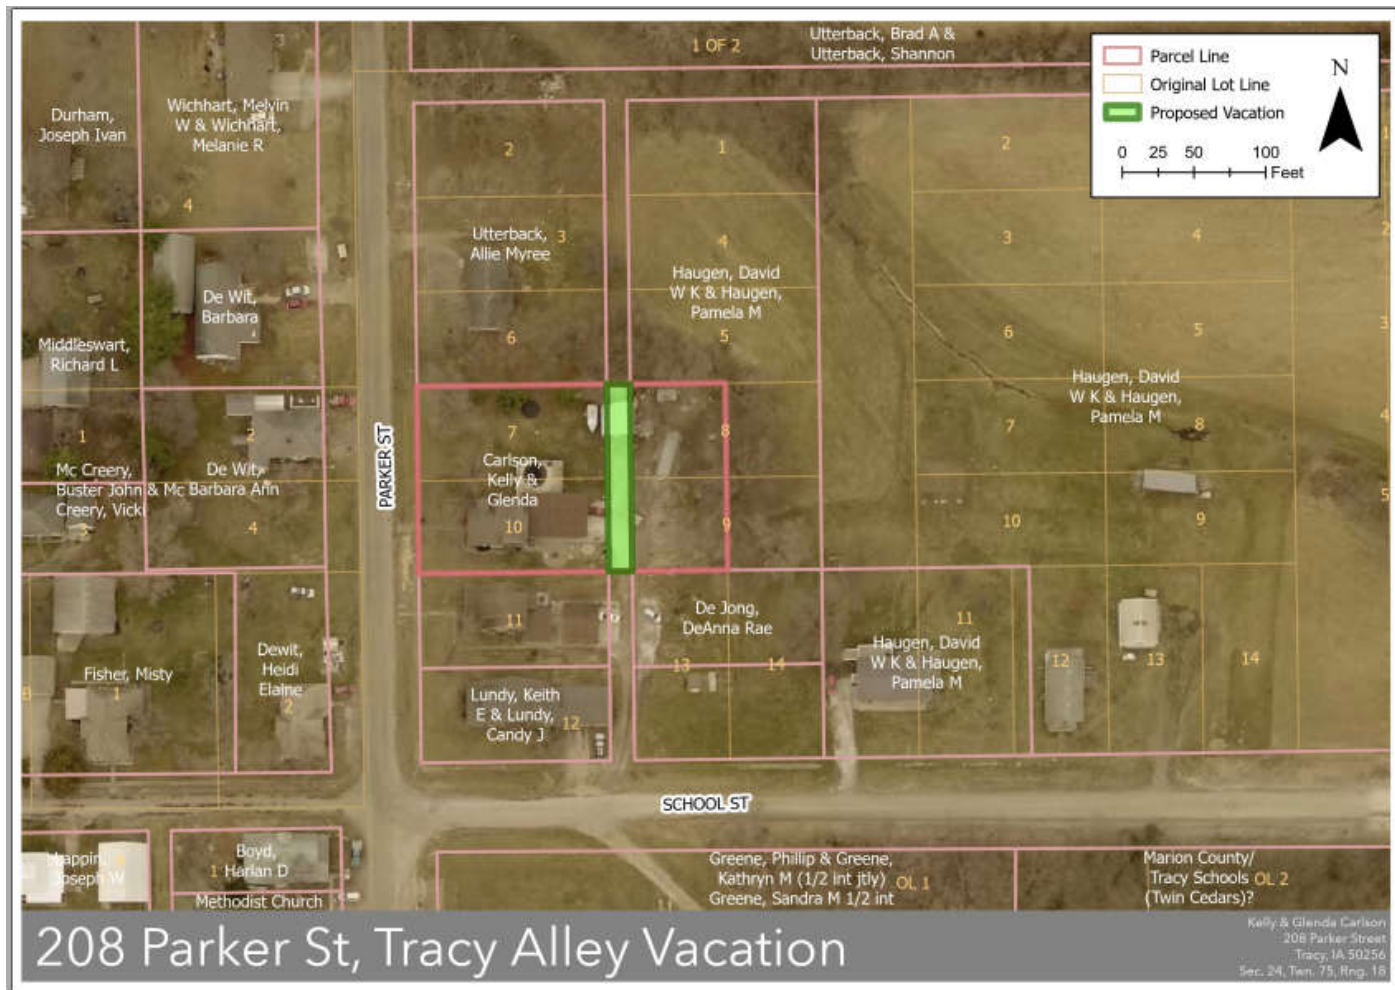 Utterback, Brad A &
Utterback, Shannon
1 OF 2
Parcel Line
Original Lot Line
Proposed Vacation
N
0 25 50 100
Feet
Durham,
Joseph Ivan
Wichhart, Melvin
W & Wichhart,
Melanie R
4
2
1
2
Utterback,
Allie Myree
3
4
3
4
2
Haugen, David
W K & Haugen,
Pamela M
De Wit,
Barbara
6
5
6
5
3
Middleswart,
Richard L
Haugen, David
W K & Haugen,
Pamela M
1
2
7
8
7
8
4
PARKER ST
Carlson,
Kelly &
Glenda
Mc Creery,
Buster John & Mc
Creery, Vicki
De Wit,
Barbara Ann
3
4
10
9
10
9
5
11
De Jong,
DeAnna Rae
11
Haugen, David
W K & Haugen,
Pamela M
Dewit,
Heidi
Elaine
2
Fisher, Misty
1
8
13
14
12
13
14
Lundy, Keith
E & Lundy,
Candy J
12
SCHOOL ST
Joseph W
1
Boyd,
Harlan D
Methodist Church
Greene, Phillip & Greene,
Kathryn M (1/2 int jtly)
Greene, Sandra M 1/2 int
OL 1
Marion County/
Tracy Schools
(Twin Cedars)?
OL 2
208 Parker St, Tracy Alley Vacation
Kelly & Glenda Carlson
208 Parker Street
Tracy, IA 50256
Sec. 24, Twn. 75, Rng. 18